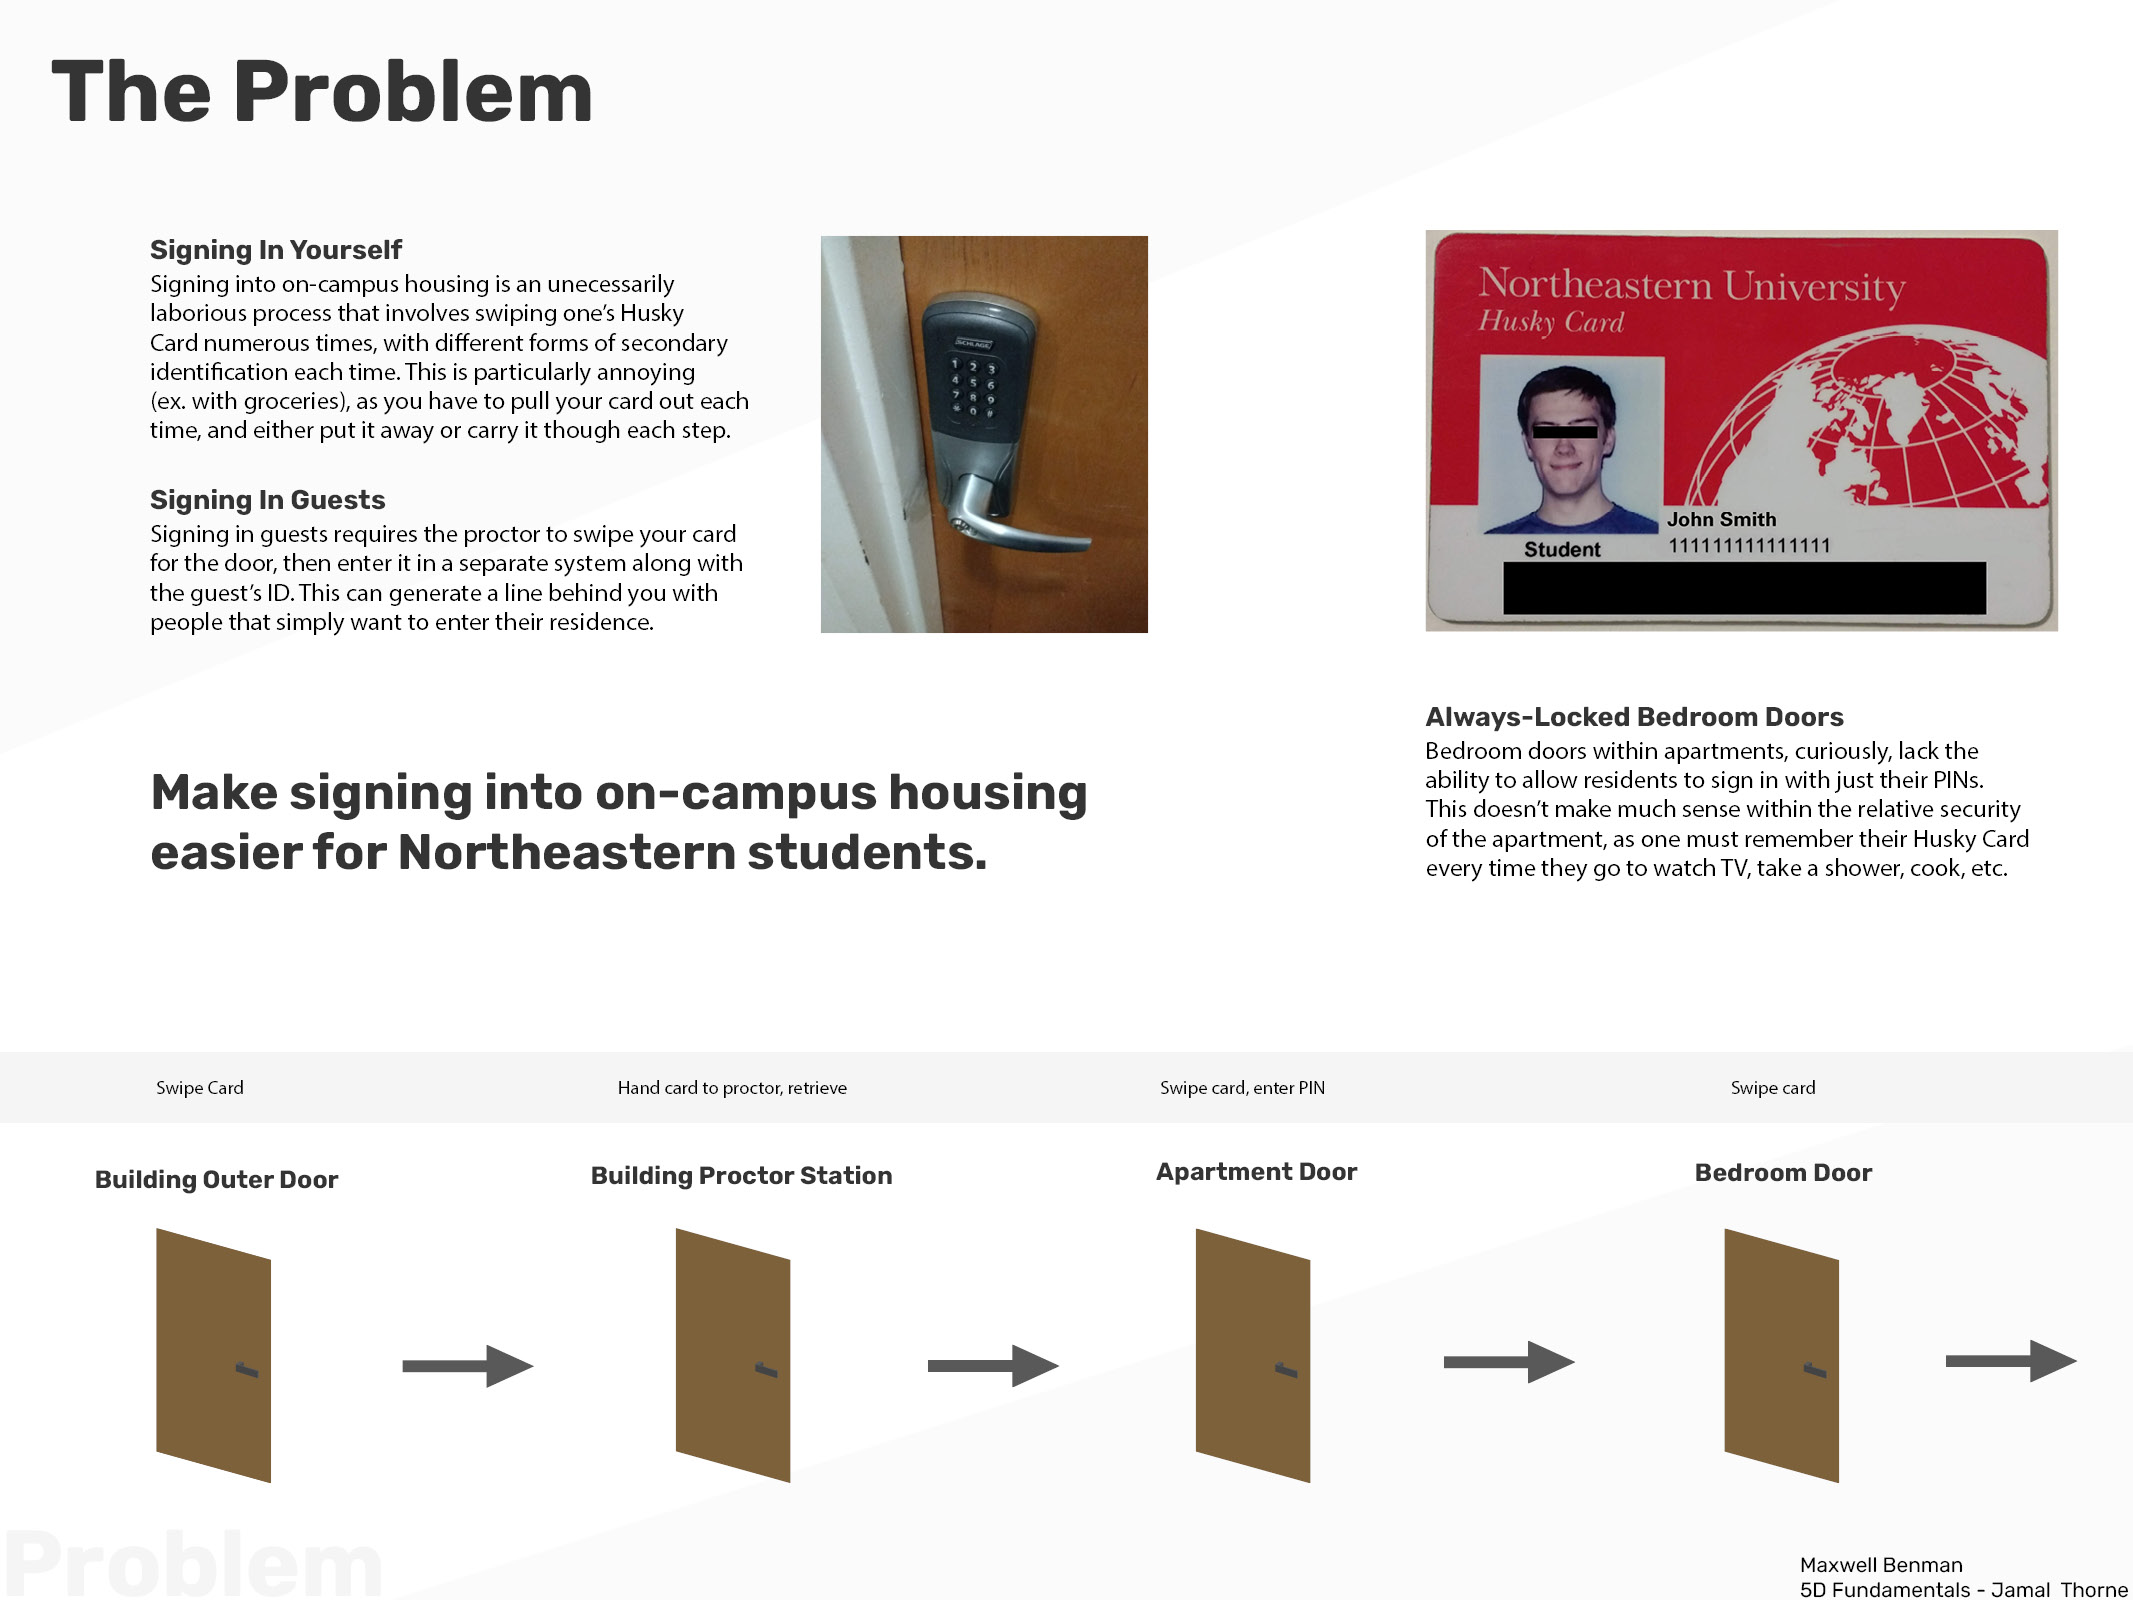 The Problem
Signing In Yourself
Signing into on-campus housing is an unecessarily
laborious process that involves swiping one’s Husky
Card numerous times, with different forms of secondary
identification each time. This is particularly annoying
(ex. with groceries), as you have to pull your card out each
time, and either put it away or carry it though each step.
Signing In Guests
Signing in guests requires the proctor to swipe your card
for the door, then enter it in a separate system along with
the guest’s ID. This can generate a line behind you with
people that simply want to enter their residence.
SCHLAGE
1 2 3
4 5 6
7 8 9
* 0 #
Northeastern University
Husky Card
John Smith
111111111111111
Student
Make signing into on-campus housing
easier for Northeastern students.
Always-Locked Bedroom Doors
Bedroom doors within apartments, curiously, lack the
ability to allow residents to sign in with just their PINs.
This doesn’t make much sense within the relative security
of the apartment, as one must remember their Husky Card
every time they go to watch TV, take a shower, cook, etc.
Swipe Card
Hand card to proctor, retrieve
Swipe card, enter PIN
Swipe card
Building Outer Door
Building Proctor Station
Apartment Door
Bedroom Door
Problem
Maxwell Benman
5D Fundamentals - Jamal Thorne